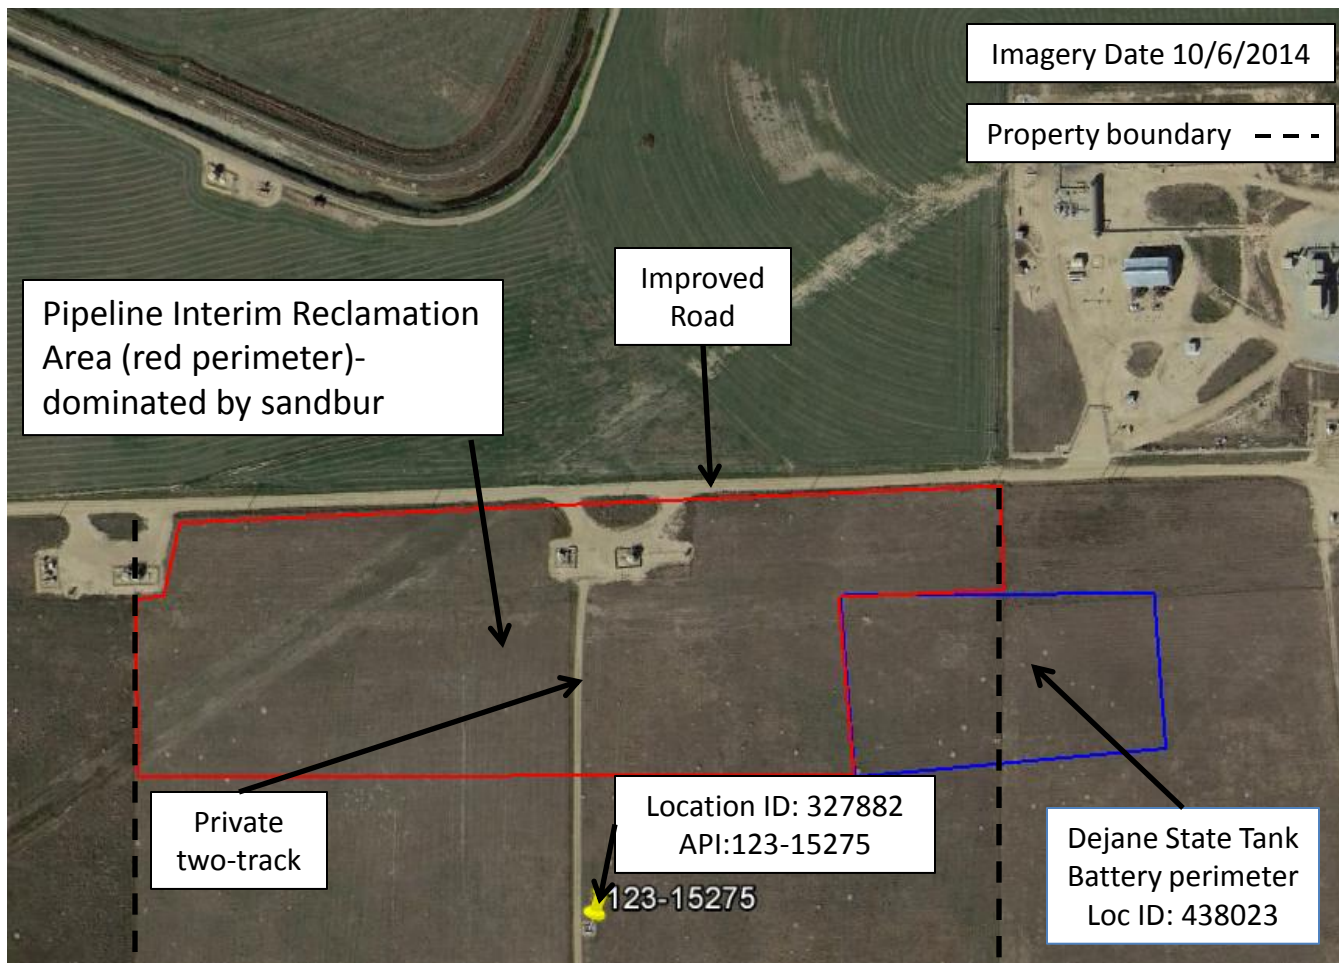 Imagery Date 10/6/2014
Property boundary
Improved
Road
Pipeline Interim Reclamation
Area (red perimeter)-
dominated by sandbur
Private
two-track
Location ID: 327882
API:123-15275
123-15275
Dejane State Tank
Battery perimeter
Loc ID: 438023